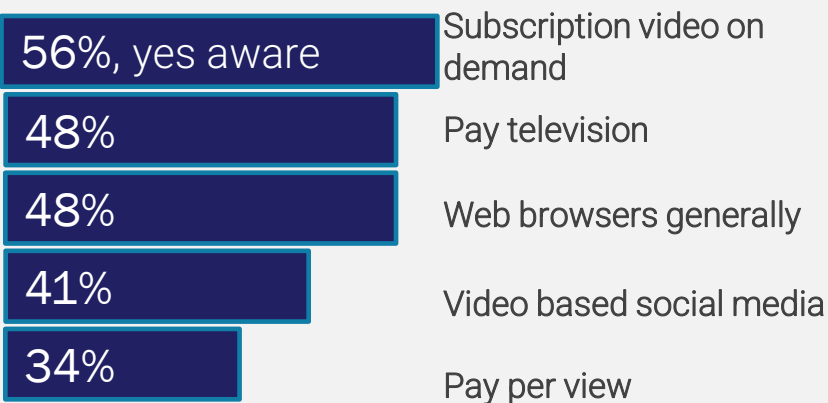 56%, yes aware
Subscription video on
demand
48%
Pay television
48%
Web browsers generally
41%
Video based social media
34%
Pay per view